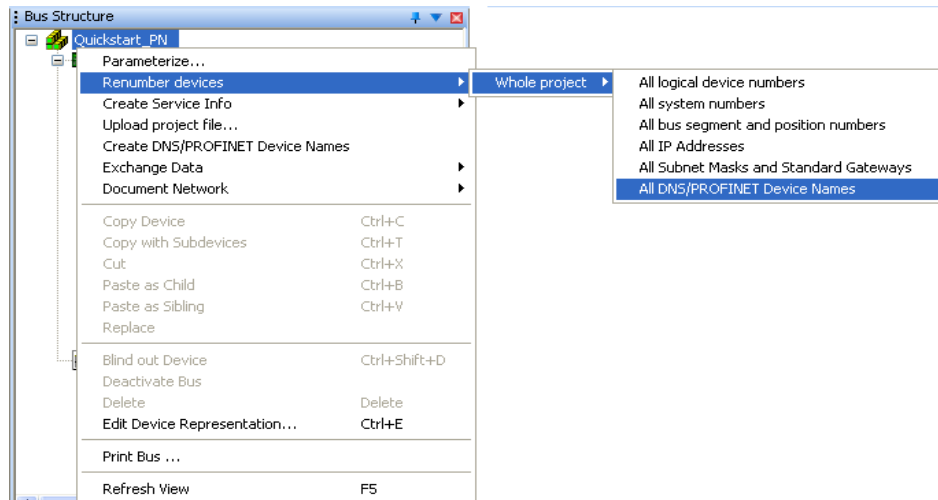 Bus Structure
Quickstart_PN
Parameterize...
Renumber devices
Whole project
All logical device numbers
All system numbers
All bus segment and position numbers
All IP Addresses
All Subnet Masks and Standard Gateways
All DNS/PROFINET Device Names
Create Service Info
Upload project file...
Create DNS/PROFINET Device Names
Exchange Data
Document Network
Copy Device Ctrl+C
Copy with Subdevices Ctrl+T
Cut Ctrl+X
Paste as Child Ctrl+B
Paste as Sibling Ctrl+V
Replace
Blind out Device Ctrl+Shift+D
Deactivate Bus
Delete Delete
Edit Device Representation... Ctrl+E
Print Bus ...
Refresh View F5